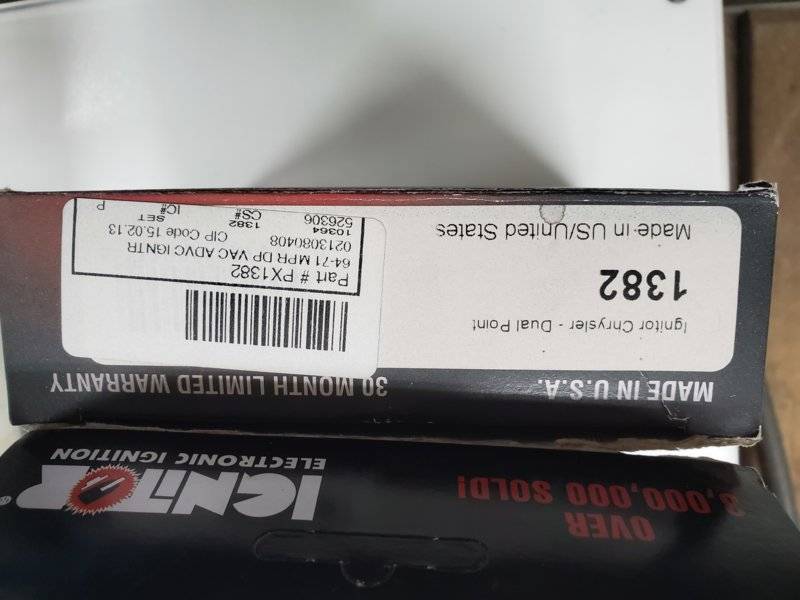 OVER
3,000,000 SOLD!
IGNITOR®
ELECTRONIC IGNITION
MADE IN U.S.A.
30 MONTH LIMITED WARRANTY
Ignitor Chrysler - Dual Point
1382
Made in US/United States
Part # PX1382
64-71 MPR DP VAC ADVC IGNTR
0213080408 CIP Code 15.02.13
10364 1382 SET
526306 CS# IC# P